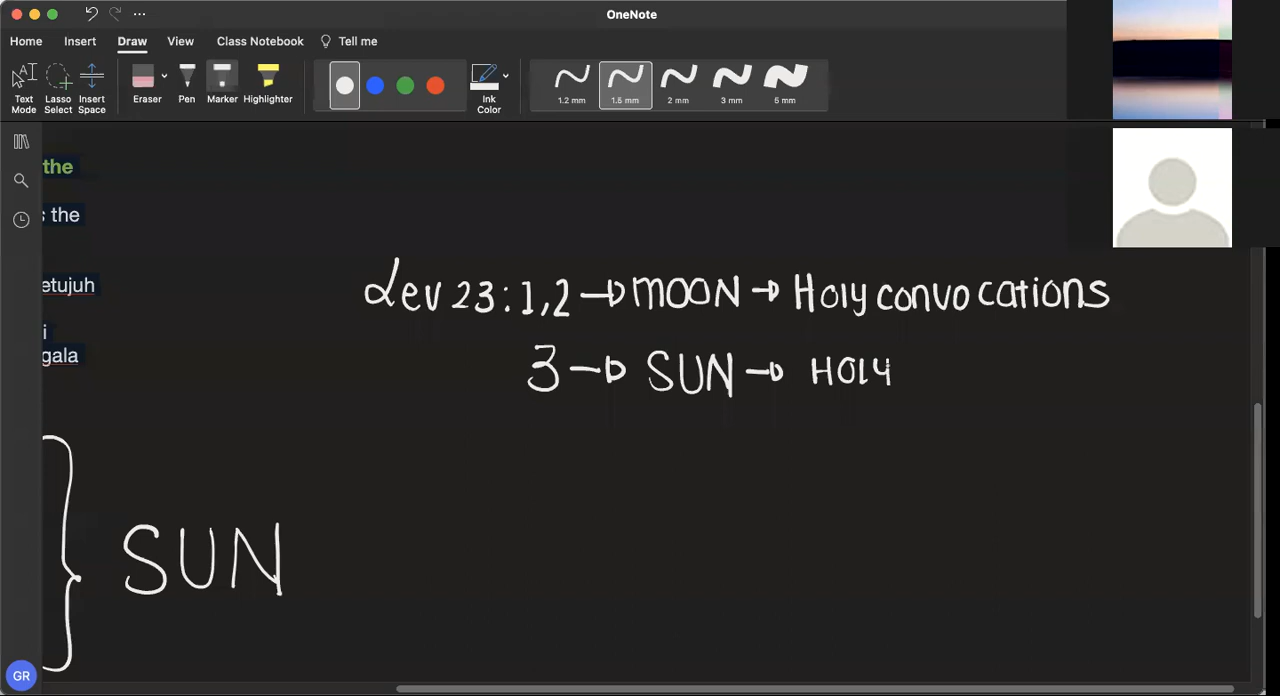 OneNote
Home Insert Draw View Class Notebook Tell me
Text Mode Lasso Select Insert Space Eraser Pen Marker Highlighter Ink Color 1.2 mm 1.5 mm 2 mm 3 mm 5 mm
the
s the
etujuh
i
gala
Lev 23:1,2 → MOON → Holy convocations
3 → SUN → HOLY
SUN
GR